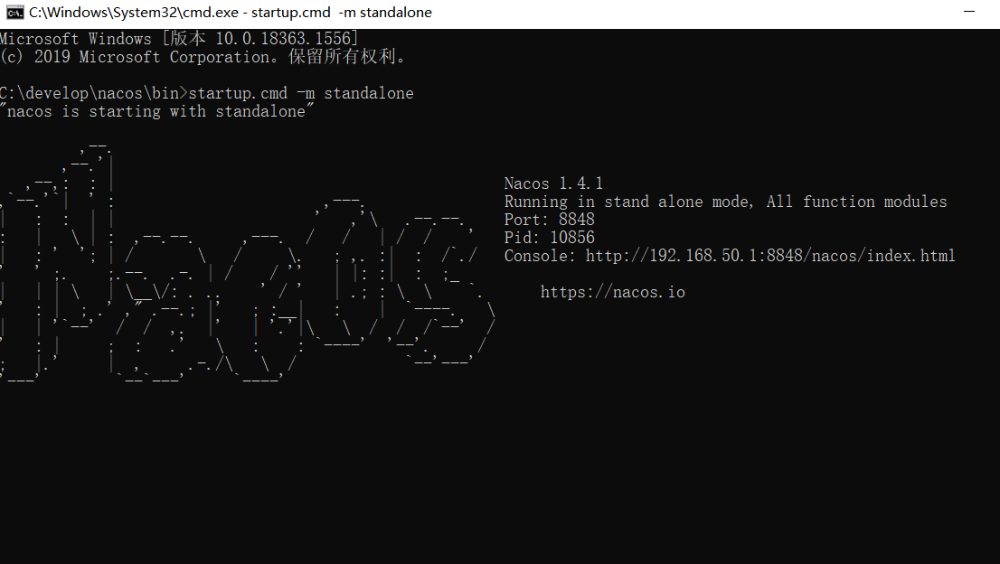 C:\Windows\System32\cmd.exe - startup.cmd  -m standalone
Microsoft Windows [版本 10.0.18363.1556]
(c) 2019 Microsoft Corporation。保留所有权利。
C:\develop\nacos\bin>startup.cmd -m standalone
"nacos is starting with standalone"
Nacos 1.4.1
Running in stand alone mode, All function modules
Port: 8848
Pid: 10856
Console: http://192.168.50.1:8848/nacos/index.html
https://nacos.io